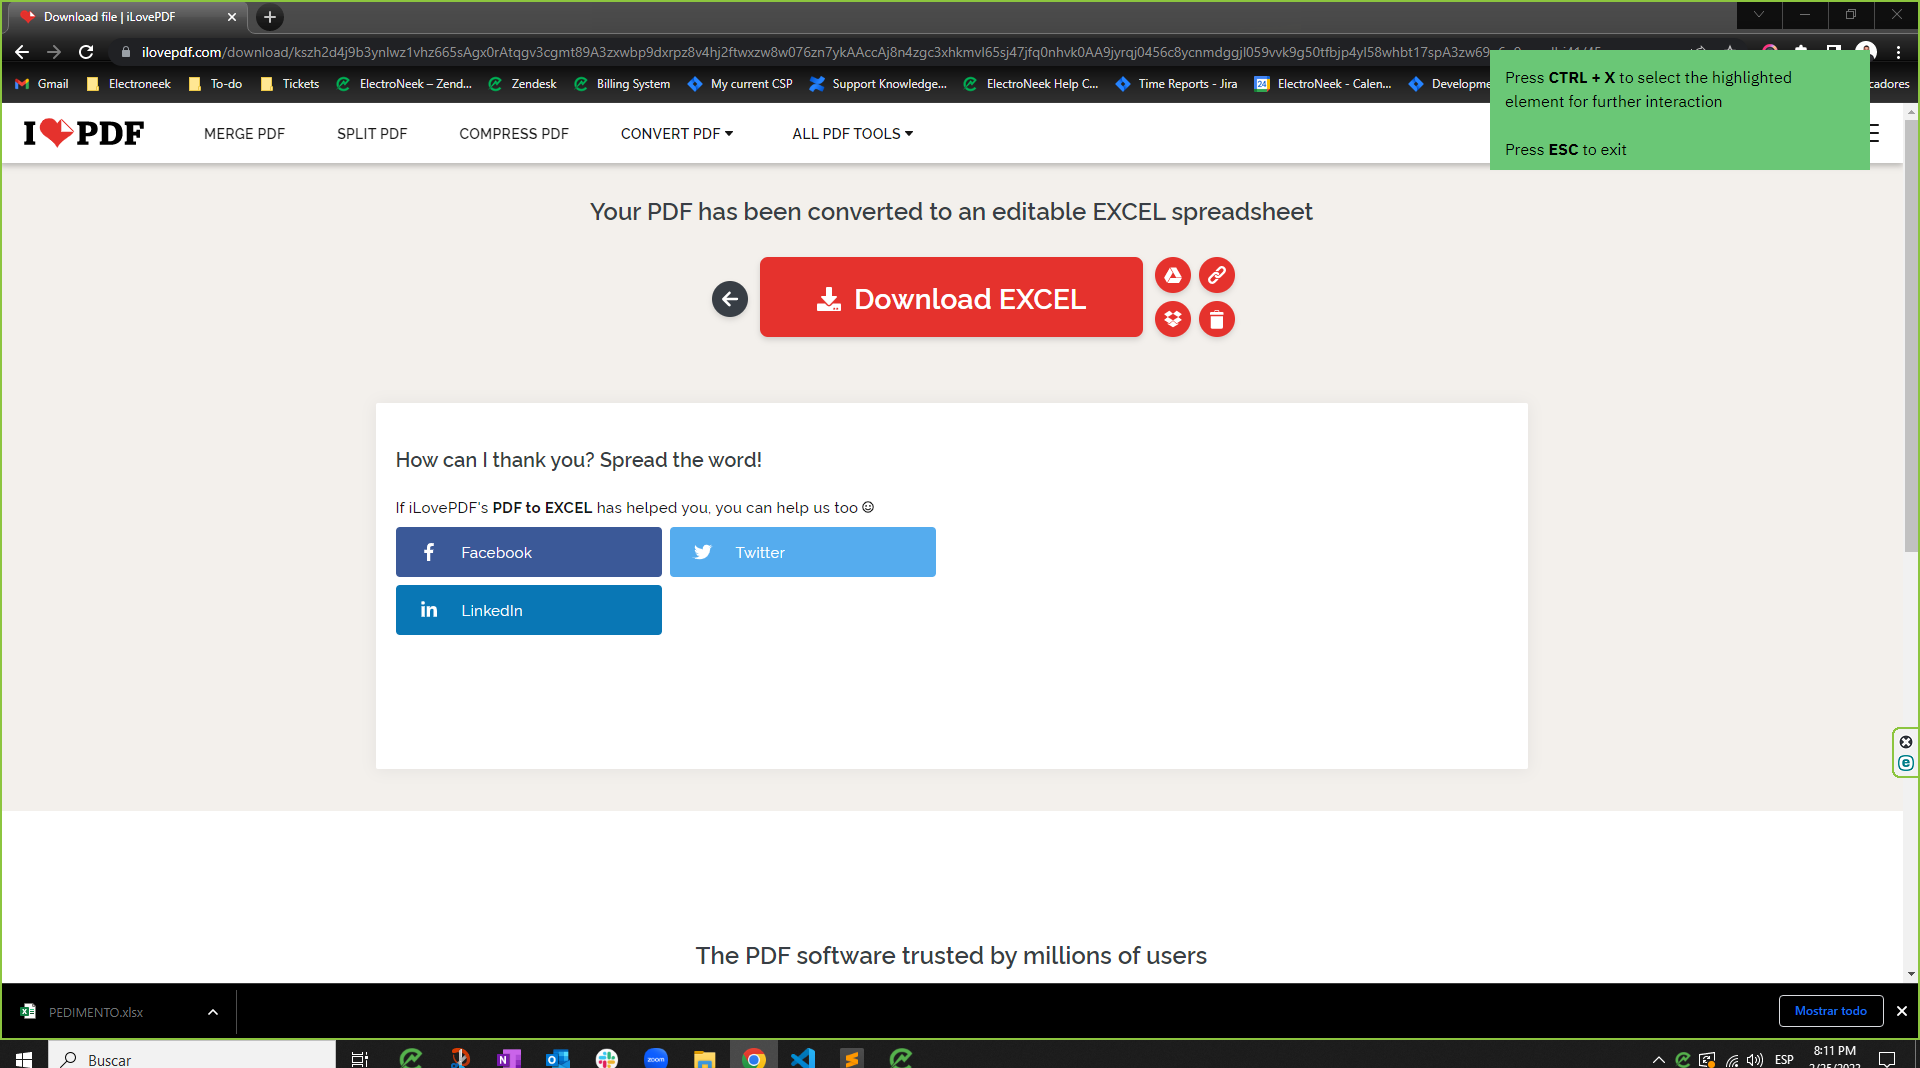 Download file | iLovePDF
ilovepdf.com/download/
Gmail Electroneek To-do Tickets ElectroNeek – Zend... Zendesk Billing System My current CSP Support Knowledge... ElectroNeek Help C... Time Reports - Jira ElectroNeek - Calen... Developme cadores
Press CTRL + X to select the highlighted
element for further interaction
Press ESC to exit
I PDF MERGE PDF SPLIT PDF COMPRESS PDF CONVERT PDF ALL PDF TOOLS
Your PDF has been converted to an editable EXCEL spreadsheet
Download EXCEL
How can I thank you? Spread the word!
If iLovePDF's PDF to EXCEL has helped you, you can help us too
Facebook Twitter
LinkedIn
The PDF software trusted by millions of users
PEDIMENTO.xlsx Mostrar todo
Buscar zoom ESP 8:11 PM